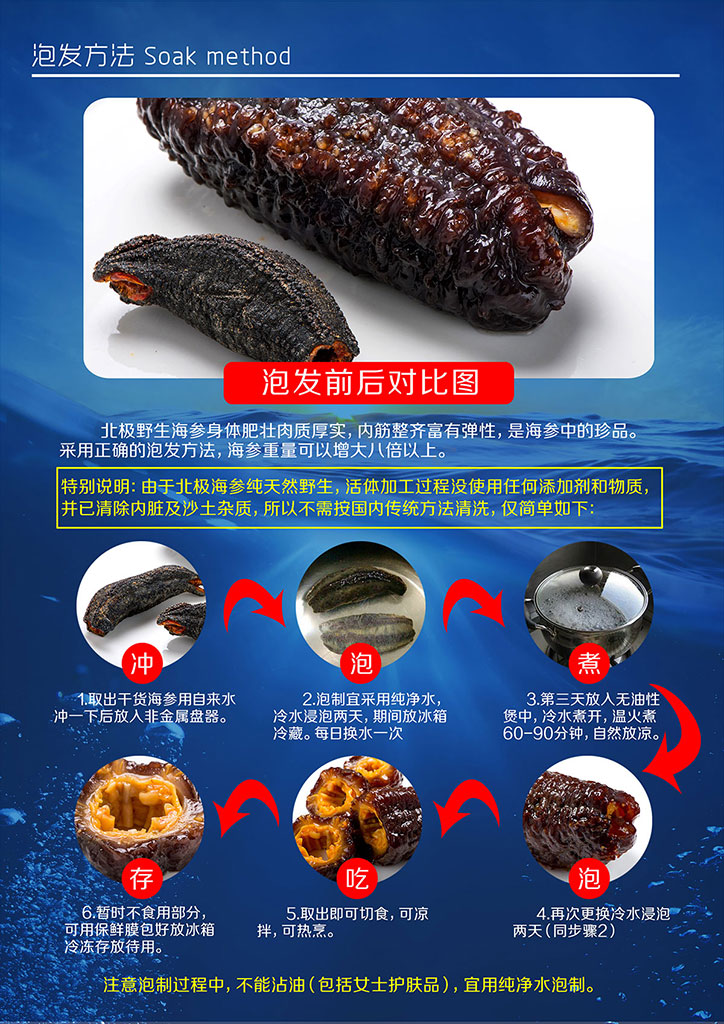 泡发方法 Soak method
泡发前后对比图
北极野生海参身体肥壮肉质厚实，内筋整齐富有弹性，是海参中的珍品。
采用正确的泡发方法，海参重量可以增大八倍以上。
特别说明：由于北极海参纯天然野生，活体加工过程没使用任何添加剂和物质，
并已清除内脏及沙土杂质，所以不需按国内传统方法清洗，仅简单如下：
冲
1.取出干货海参用自来水
冲一下后放入非金属盘器。
泡
2.泡制宜采用纯净水，
冷水浸泡两天，期间放冰箱
冷藏。每日换水一次
煮
3.第三天放人无油性
煲中，冷水煮开，温火煮
60-90分钟，自然放凉。
泡
4.再次更换冷水浸泡
两天（同步骤2）
吃
5.取出即可切食，可凉
拌，可热烹。
存
6.暂时不食用部分，
可用保鲜膜包好放冰箱
冷冻存放待用。
注意泡制过程中，不能沾油（包括女士护肤品），宜用纯净水泡制。